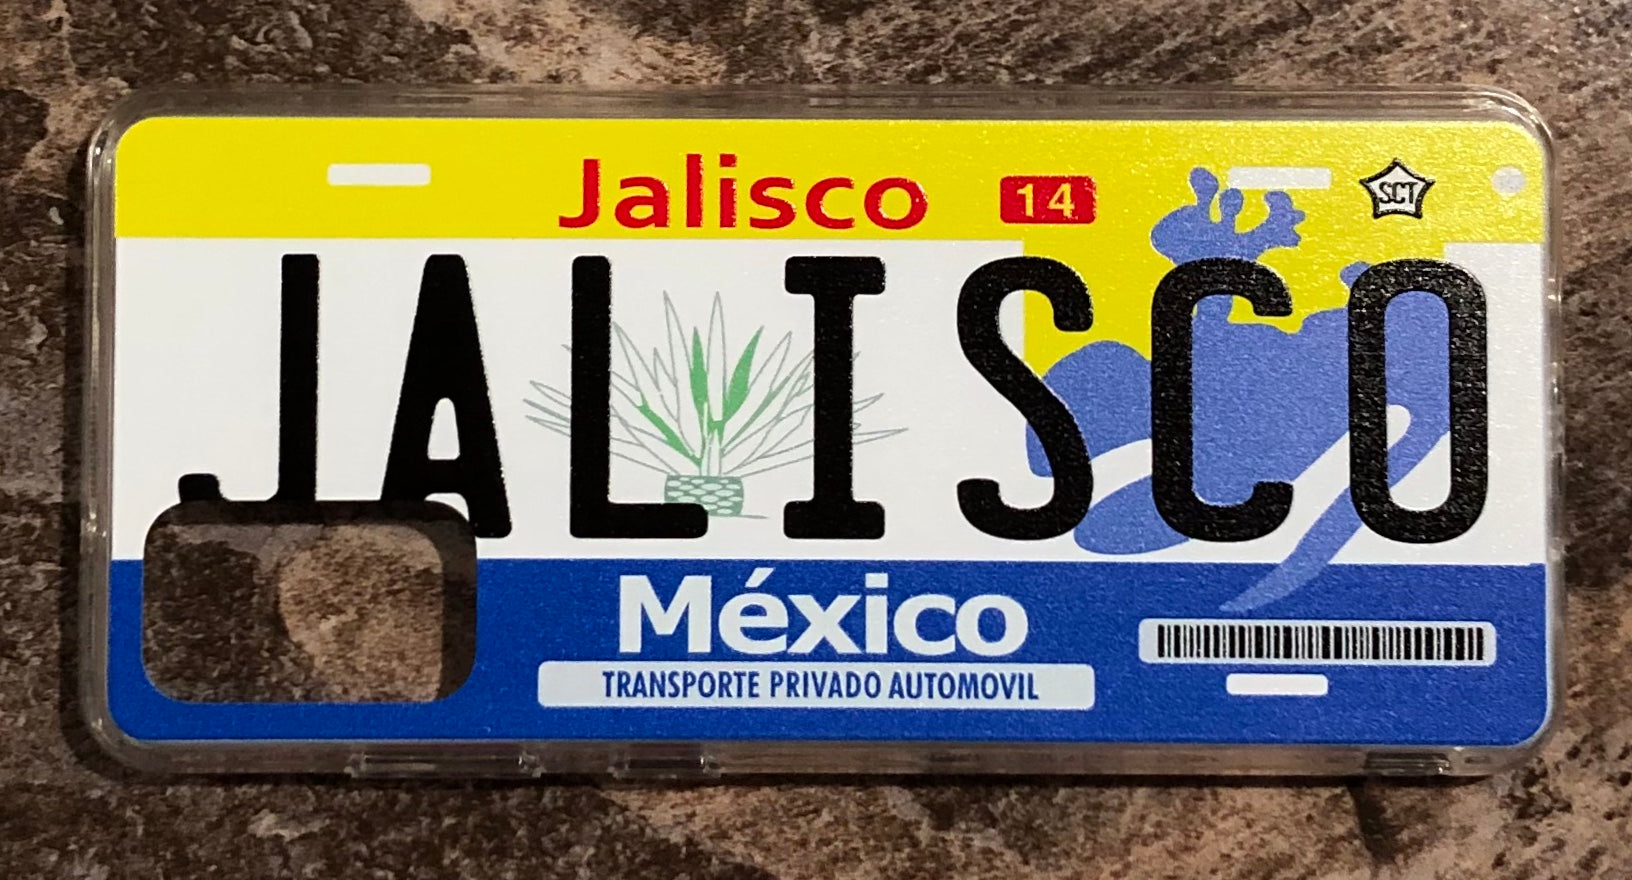 Jalisco 14 SCT
JALISCO
México
TRANSPORTE PRIVADO AUTOMOVIL